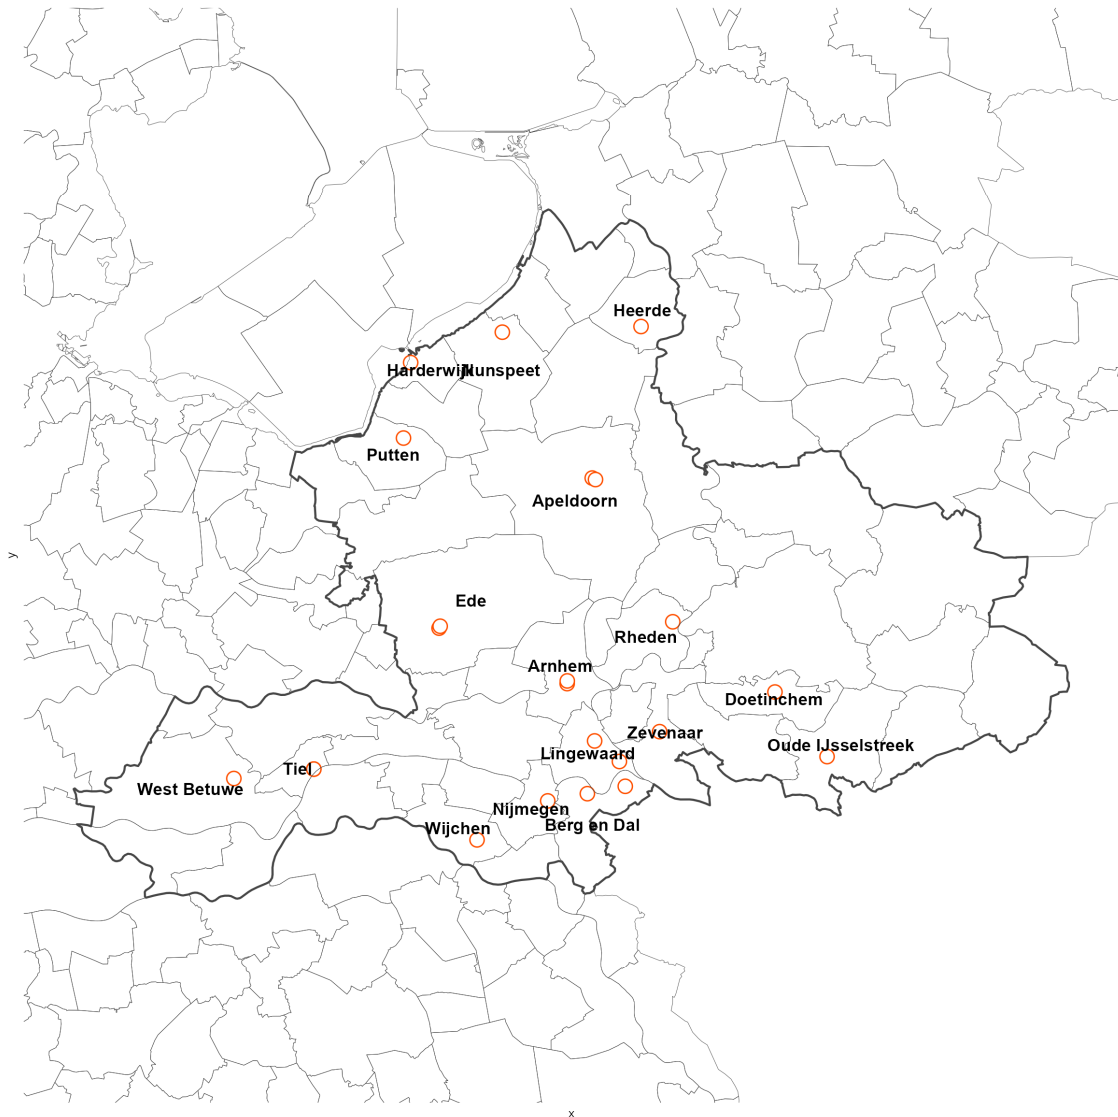 Heerde
Harderwijk
Nunspeet
Putten
Apeldoorn
Ede
Rheden
Arnhem
Doetinchem
Zevenaar
Oude IJsselstreek
Lingewaard
Tiel
West Betuwe
Nijmegen
Wijchen
Berg en Dal
y
x